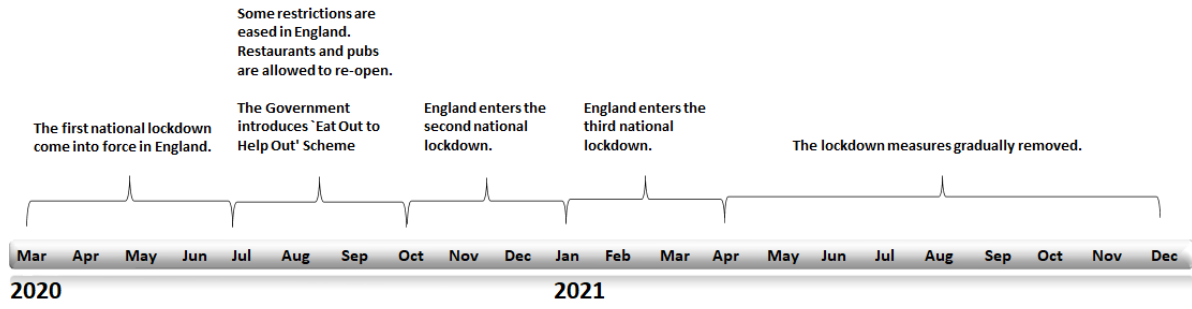 Some restrictions are
eased in England.
Restaurants and pubs
are allowed to re-open.
The Government
introduces `Eat Out to
Help Out' Scheme
The first national lockdown
come into force in England.
England enters the
second national
lockdown.
England enters the
third national
lockdown.
The lockdown measures gradually removed.
Mar Apr May Jun Jul Aug Sep Oct Nov Dec Jan Feb Mar Apr May Jun Jul Aug Sep Oct Nov Dec
2020 2021